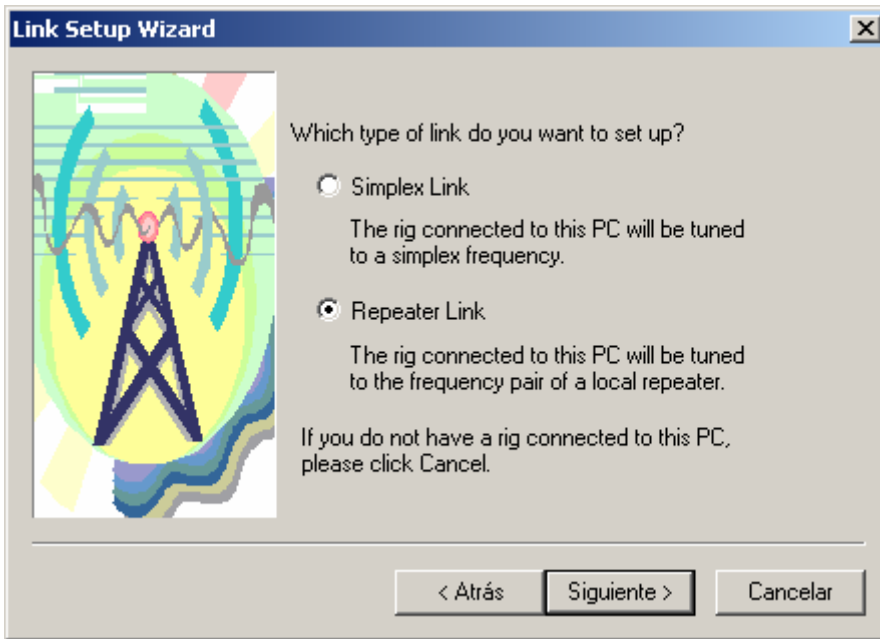 Link Setup Wizard
Which type of link do you want to set up?
Simplex Link
The rig connected to this PC will be tuned
to a simplex frequency.
Repeater Link
The rig connected to this PC will be tuned
to the frequency pair of a local repeater.
If you do not have a rig connected to this PC,
please click Cancel.
< Atrás
Siguiente >
Cancelar